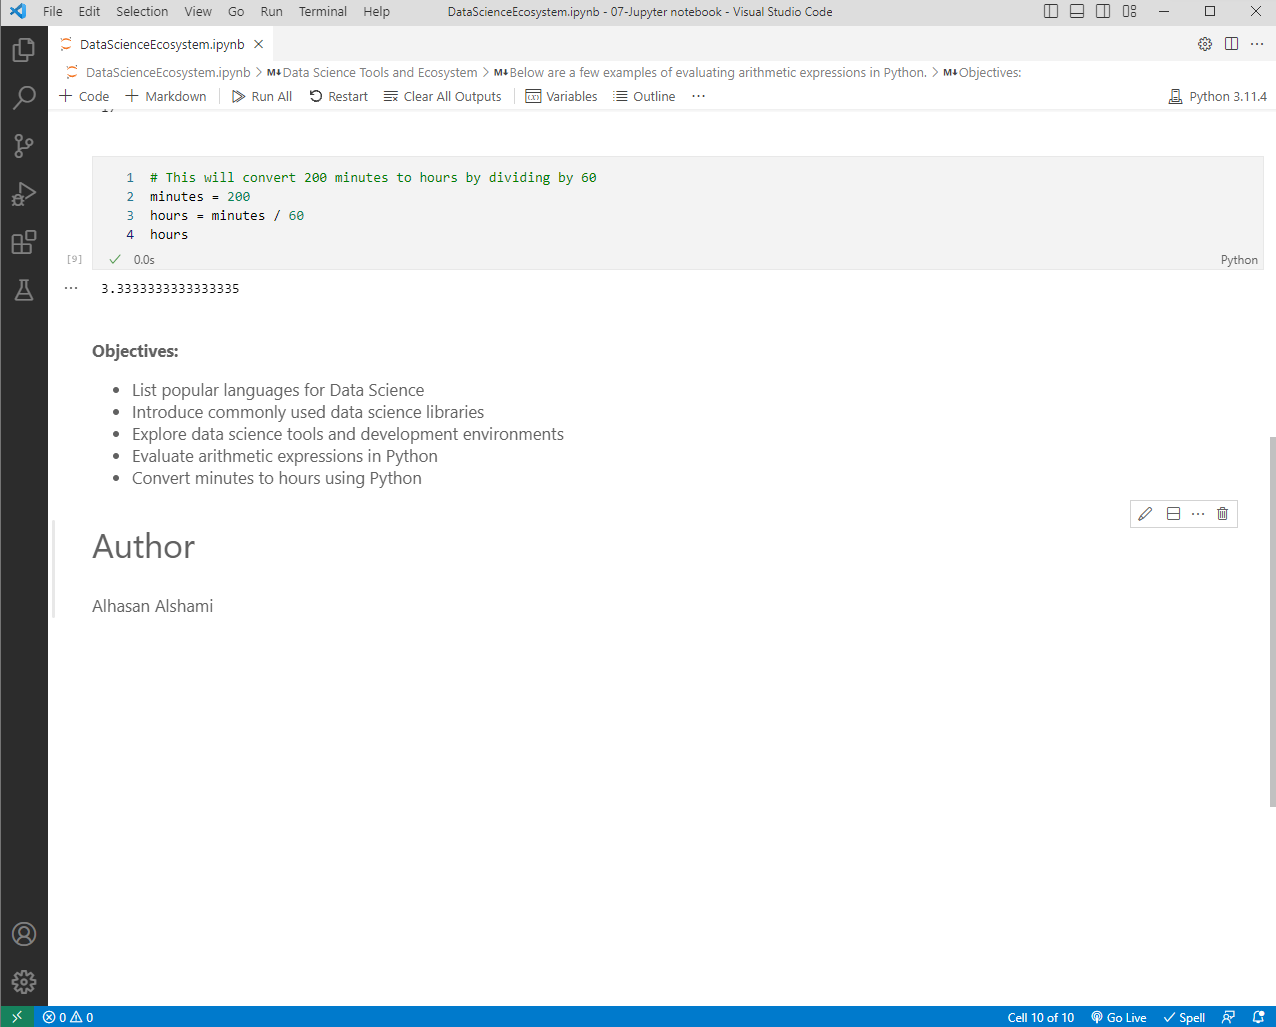 File Edit Selection View Go Run Terminal Help DataScienceEcosystem.ipynb - 07-Jupyter notebook - Visual Studio Code
DataScienceEcosystem.ipynb
DataScienceEcosystem.ipynb > M↓Data Science Tools and Ecosystem > M↓Below are a few examples of evaluating arithmetic expressions in Python. > M↓Objectives:
+ Code + Markdown Run All Restart Clear All Outputs Variables Outline ... Python 3.11.4
1 # This will convert 200 minutes to hours by dividing by 60
2 minutes = 200
3 hours = minutes / 60
4 hours
[9] 0.0s Python
... 3.3333333333333335
Objectives:
• List popular languages for Data Science
• Introduce commonly used data science libraries
• Explore data science tools and development environments
• Evaluate arithmetic expressions in Python
• Convert minutes to hours using Python
Author
Alhasan Alshami
0 0 Cell 10 of 10 Go Live Spell